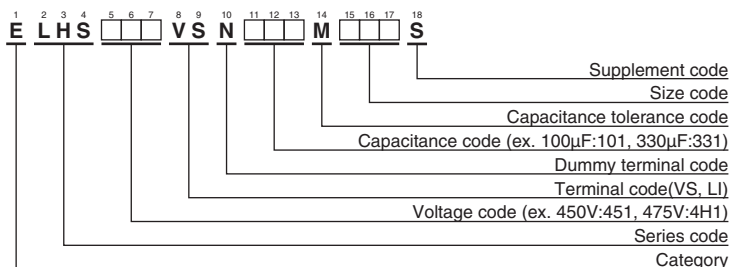 1 2 3 4 5 6 7 8 9 10 11 12 13 14 15 16 17 18
E L H S □□□ V S N □□□ M □□□ S
Supplement code
Size code
Capacitance tolerance code
Capacitance code (ex. 100μF:101, 330μF:331)
Dummy terminal code
Terminal code(VS, LI)
Voltage code (ex. 450V:451, 475V:4H1)
Series code
Category